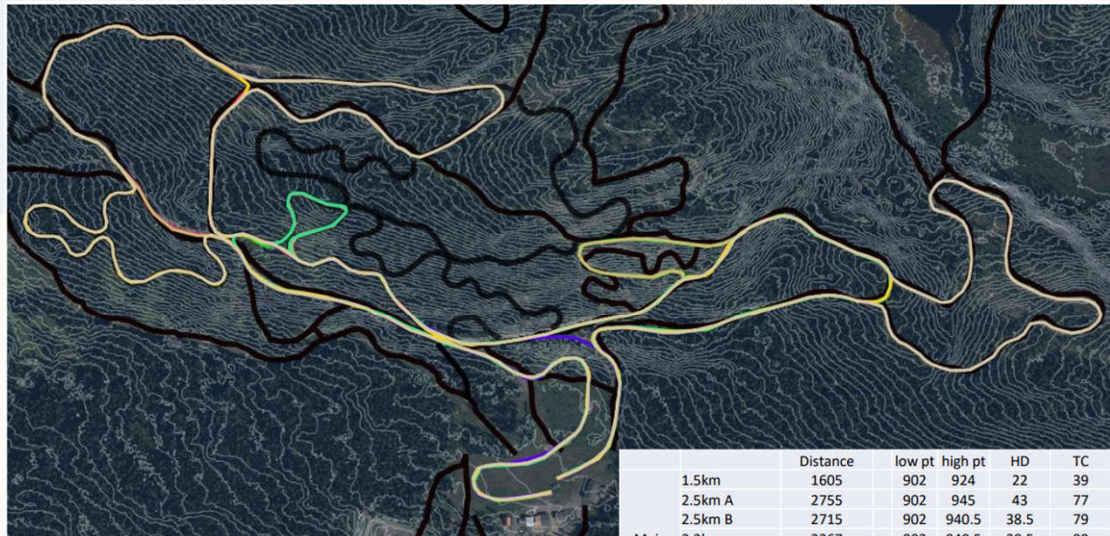 Distance low pt high pt HD TC
1.5km 1605 902 924 22 39
2.5km A 2755 902 945 43 77
2.5km B 2715 902 940.5 38.5 79